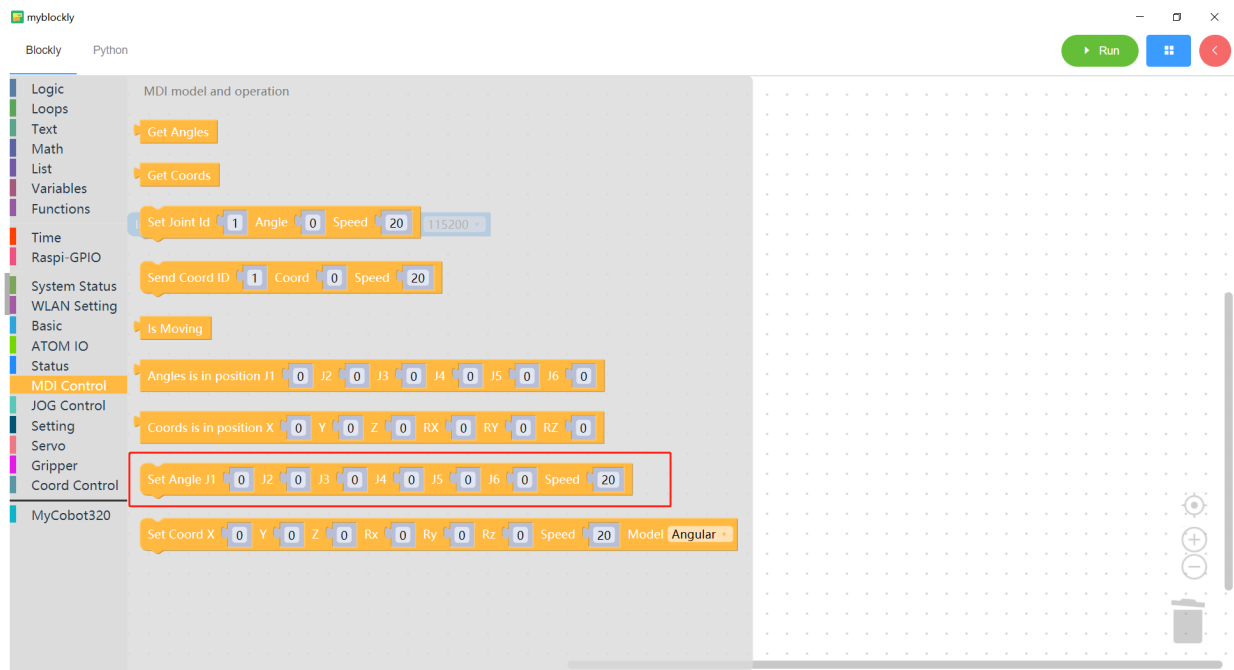 myblockly
Blockly Python
Run
Logic
Loops
Text
Math
List
Variables
Functions
Time
Raspi-GPIO
System Status
WLAN Setting
Basic
ATOM IO
Status
MDI Control
JOG Control
Setting
Servo
Gripper
Coord Control
MyCobot320
MDI model and operation
Get Angles
Get Coords
Set Joint Id 1 Angle 0 Speed 20 115200
Send Coord ID 1 Coord 0 Speed 20
Is Moving
Angles is in position J1 0 J2 0 J3 0 J4 0 J5 0 J6 0
Coords is in position X 0 Y 0 Z 0 RX 0 RY 0 RZ 0
Set Angle J1 0 J2 0 J3 0 J4 0 J5 0 J6 0 Speed 20
Set Coord X 0 Y 0 Z 0 Rx 0 Ry 0 Rz 0 Speed 20 Model Angular